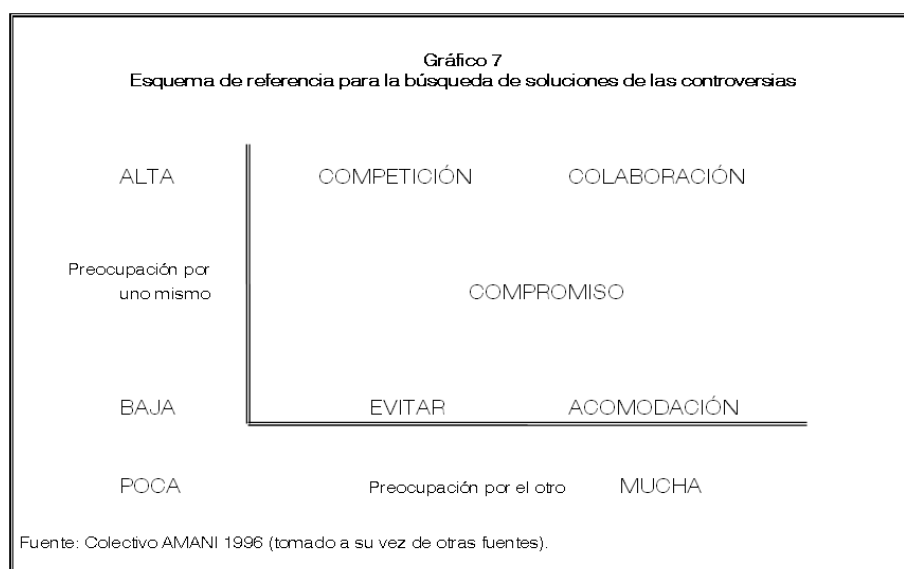 Gráfico 7
Esquema de referencia para la búsqueda de soluciones de las controversias
ALTA COMPETICIÓN COLABORACIÓN
Preocupación por
uno mismo
COMPROMISO
BAJA EVITAR ACOMODACIÓN
POCA Preocupación por el otro MUCHA
Fuente: Colectivo AMANI 1996 (tomado a su vez de otras fuentes).